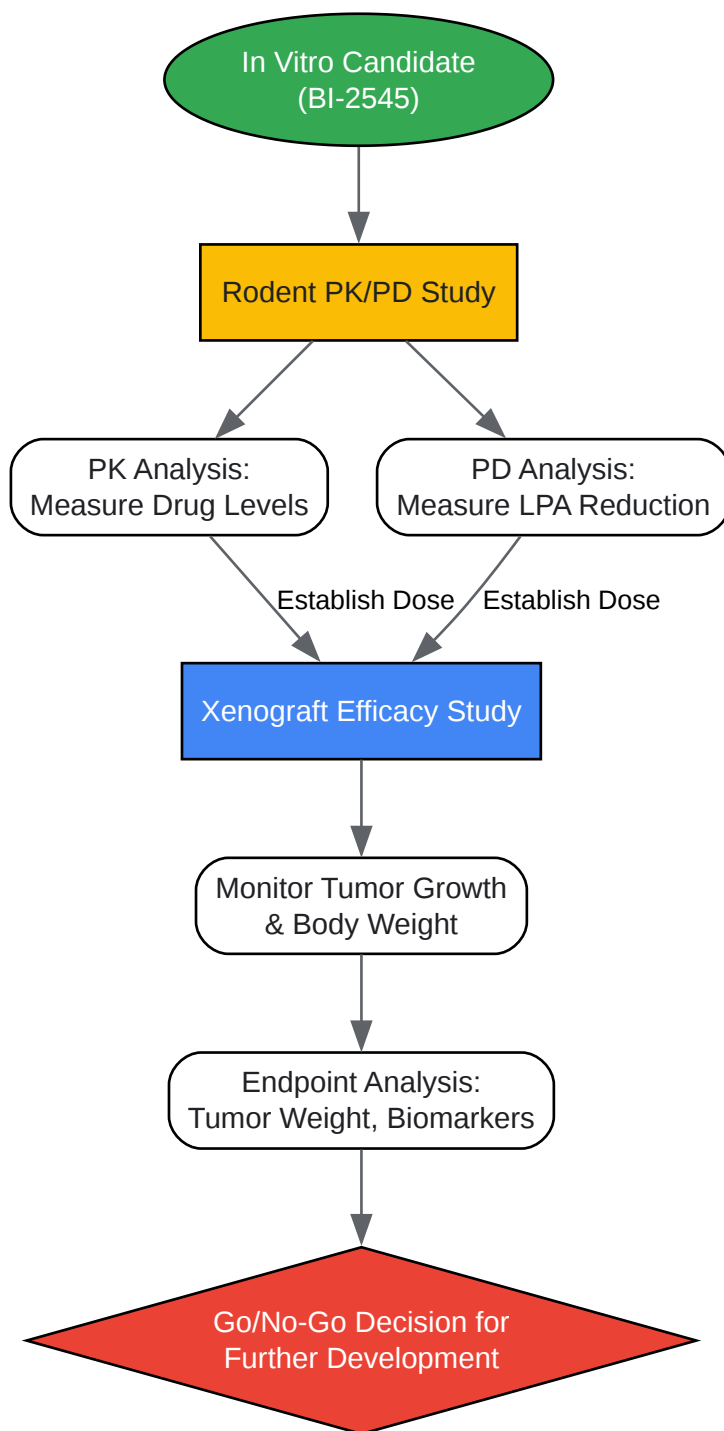 In Vitro Candidate
(BI-2545)
Rodent PK/PD Study
PK Analysis:
Measure Drug Levels
PD Analysis:
Measure LPA Reduction
Establish Dose
Establish Dose
Xenograft Efficacy Study
Monitor Tumor Growth
& Body Weight
Endpoint Analysis:
Tumor Weight, Biomarkers
Go/No-Go Decision for
Further Development